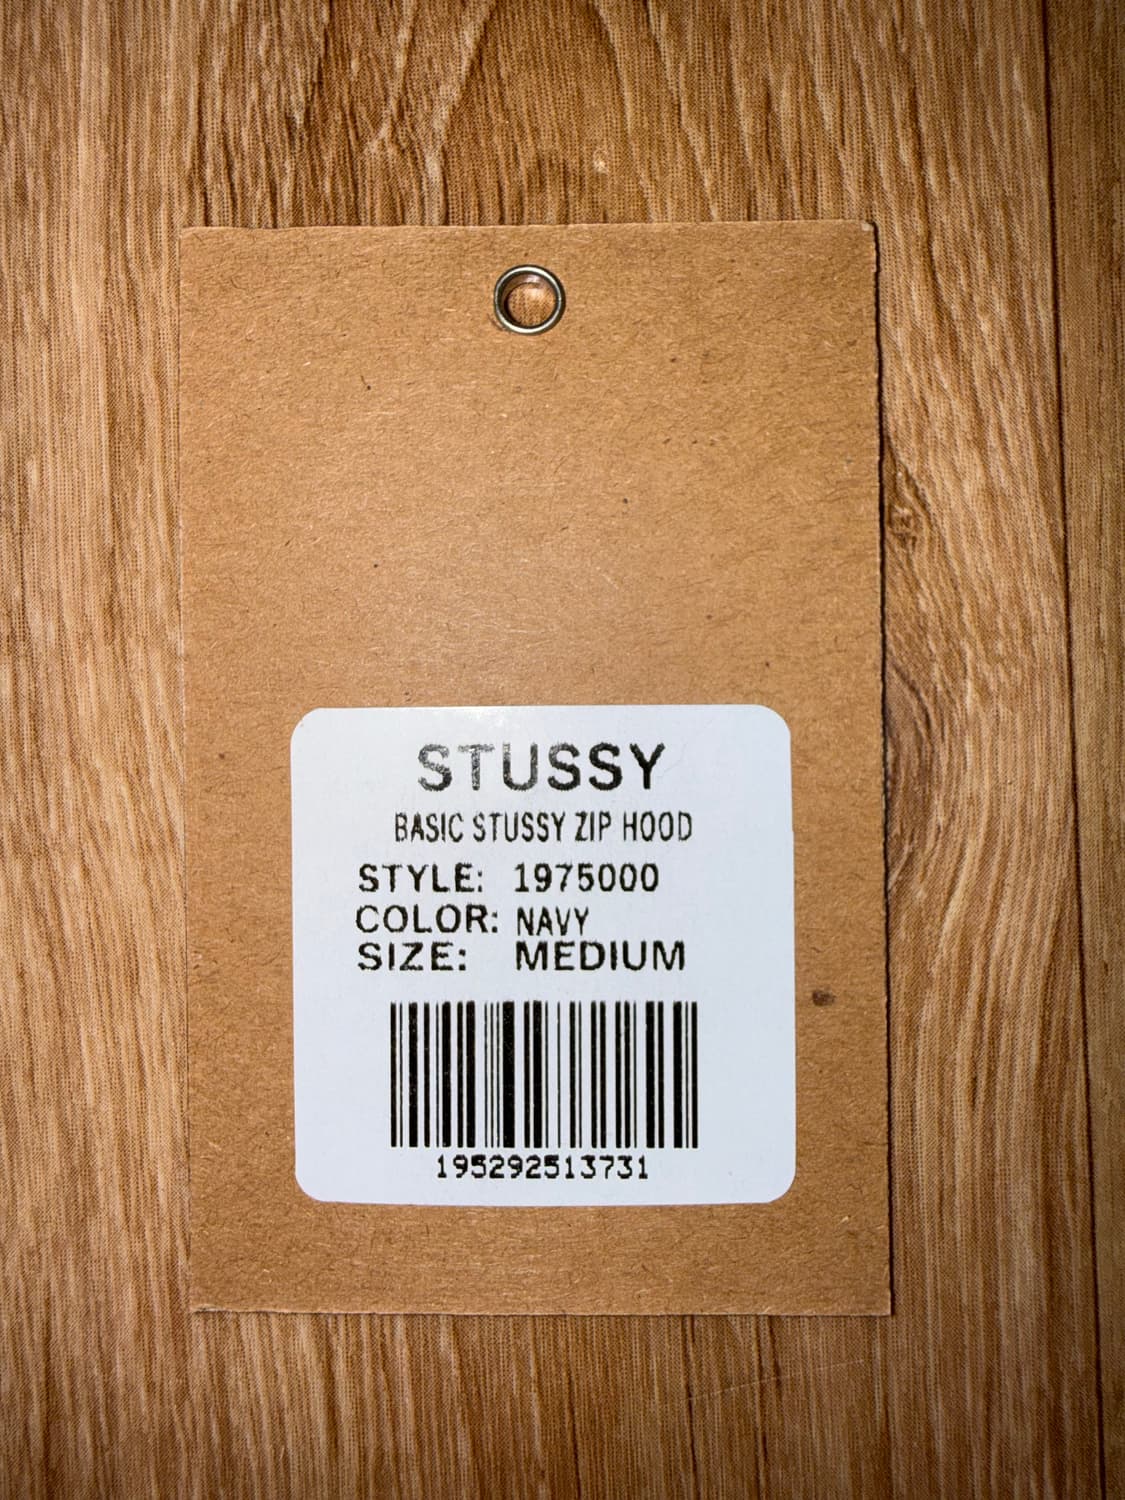 STUSSY
BASIC STUSSY ZIP HOOD
STYLE: 1975000
COLOR: NAVY
SIZE: MEDIUM
195292513731